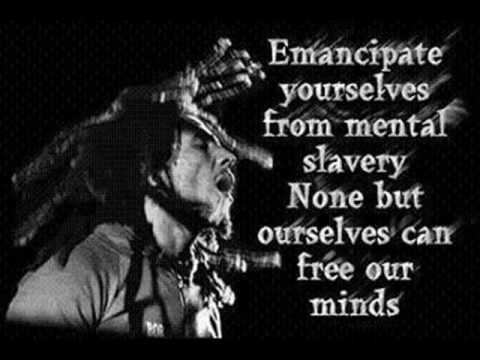 Emancipate
yourselves
from mental
slavery
None but
ourselves can
free our
minds